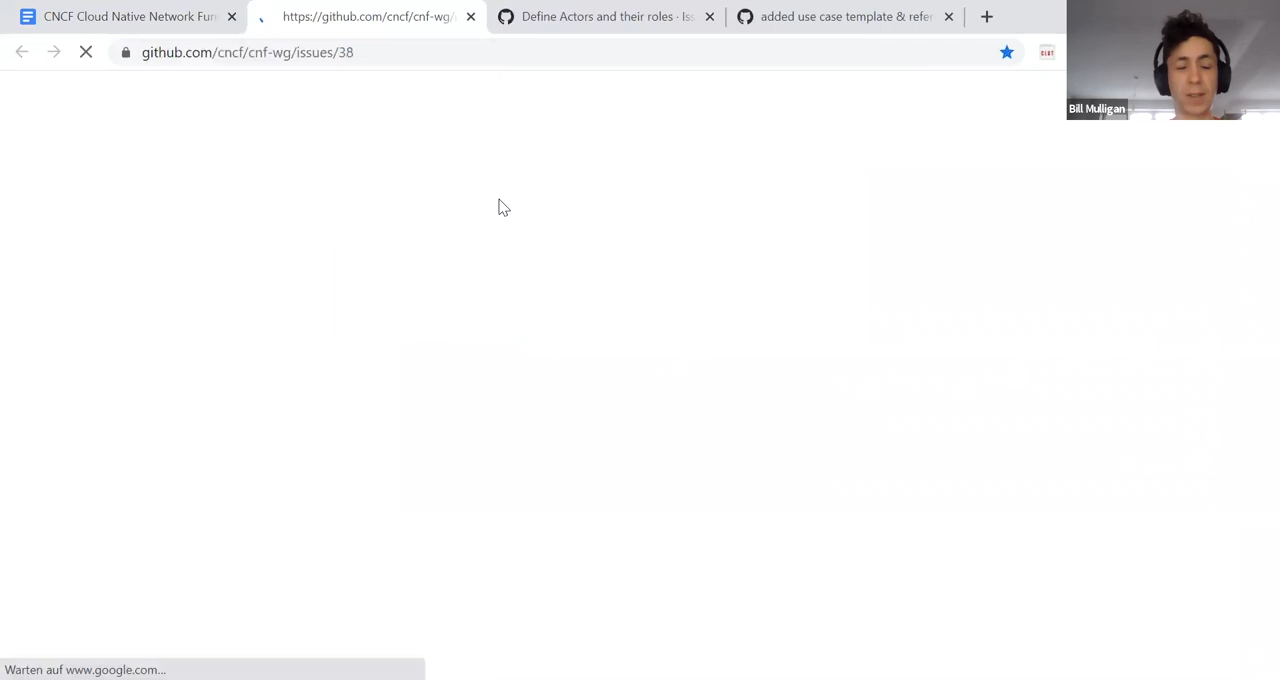 CNCF Cloud Native Network Fun
https://github.com/cncf/cnf-wg/
Define Actors and their roles · Iss
added use case template & refer
github.com/cncf/cnf-wg/issues/38
CLOT
Bill Mulligan
Warten auf www.google.com...